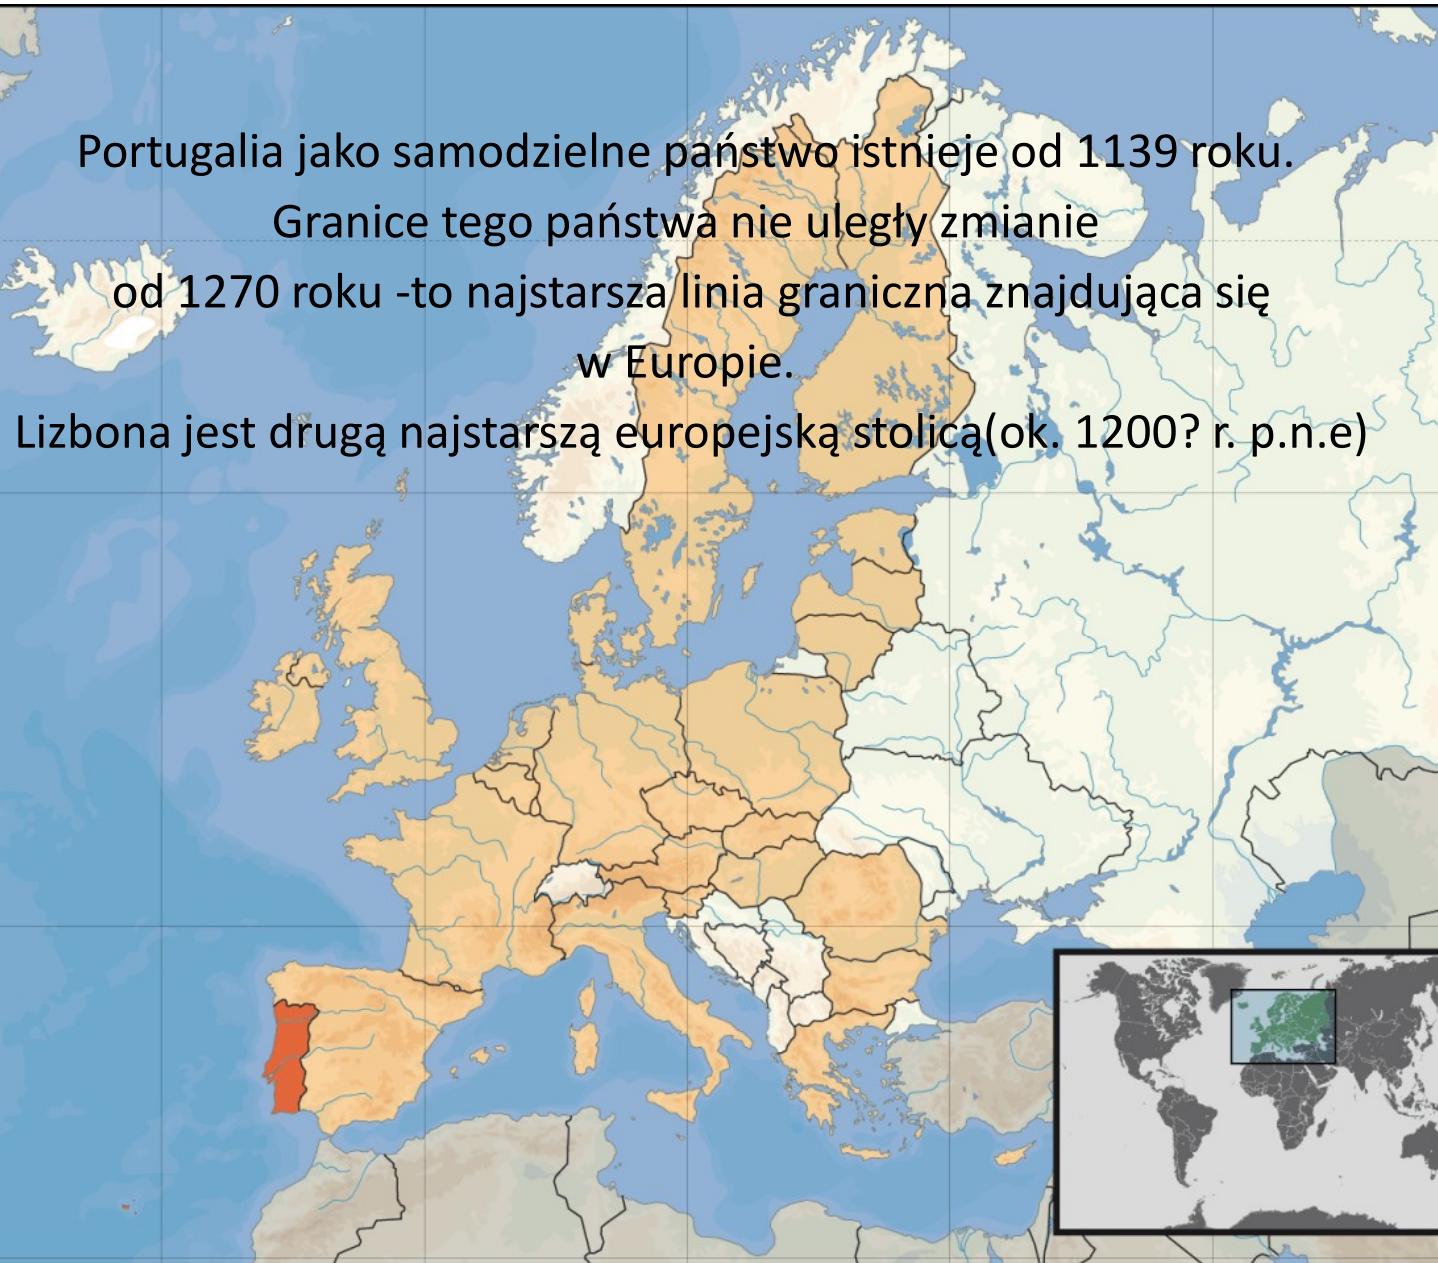 Portugalia jako samodzielne państwo istnieje od 1139 roku.
Granice tego państwa nie uległy zmianie
od 1270 roku -to najstarsza linia graniczna znajdująca się
w Europie.
Lizbona jest drugą najstarszą europejską stolicą(ok. 1200? r. p.n.e)